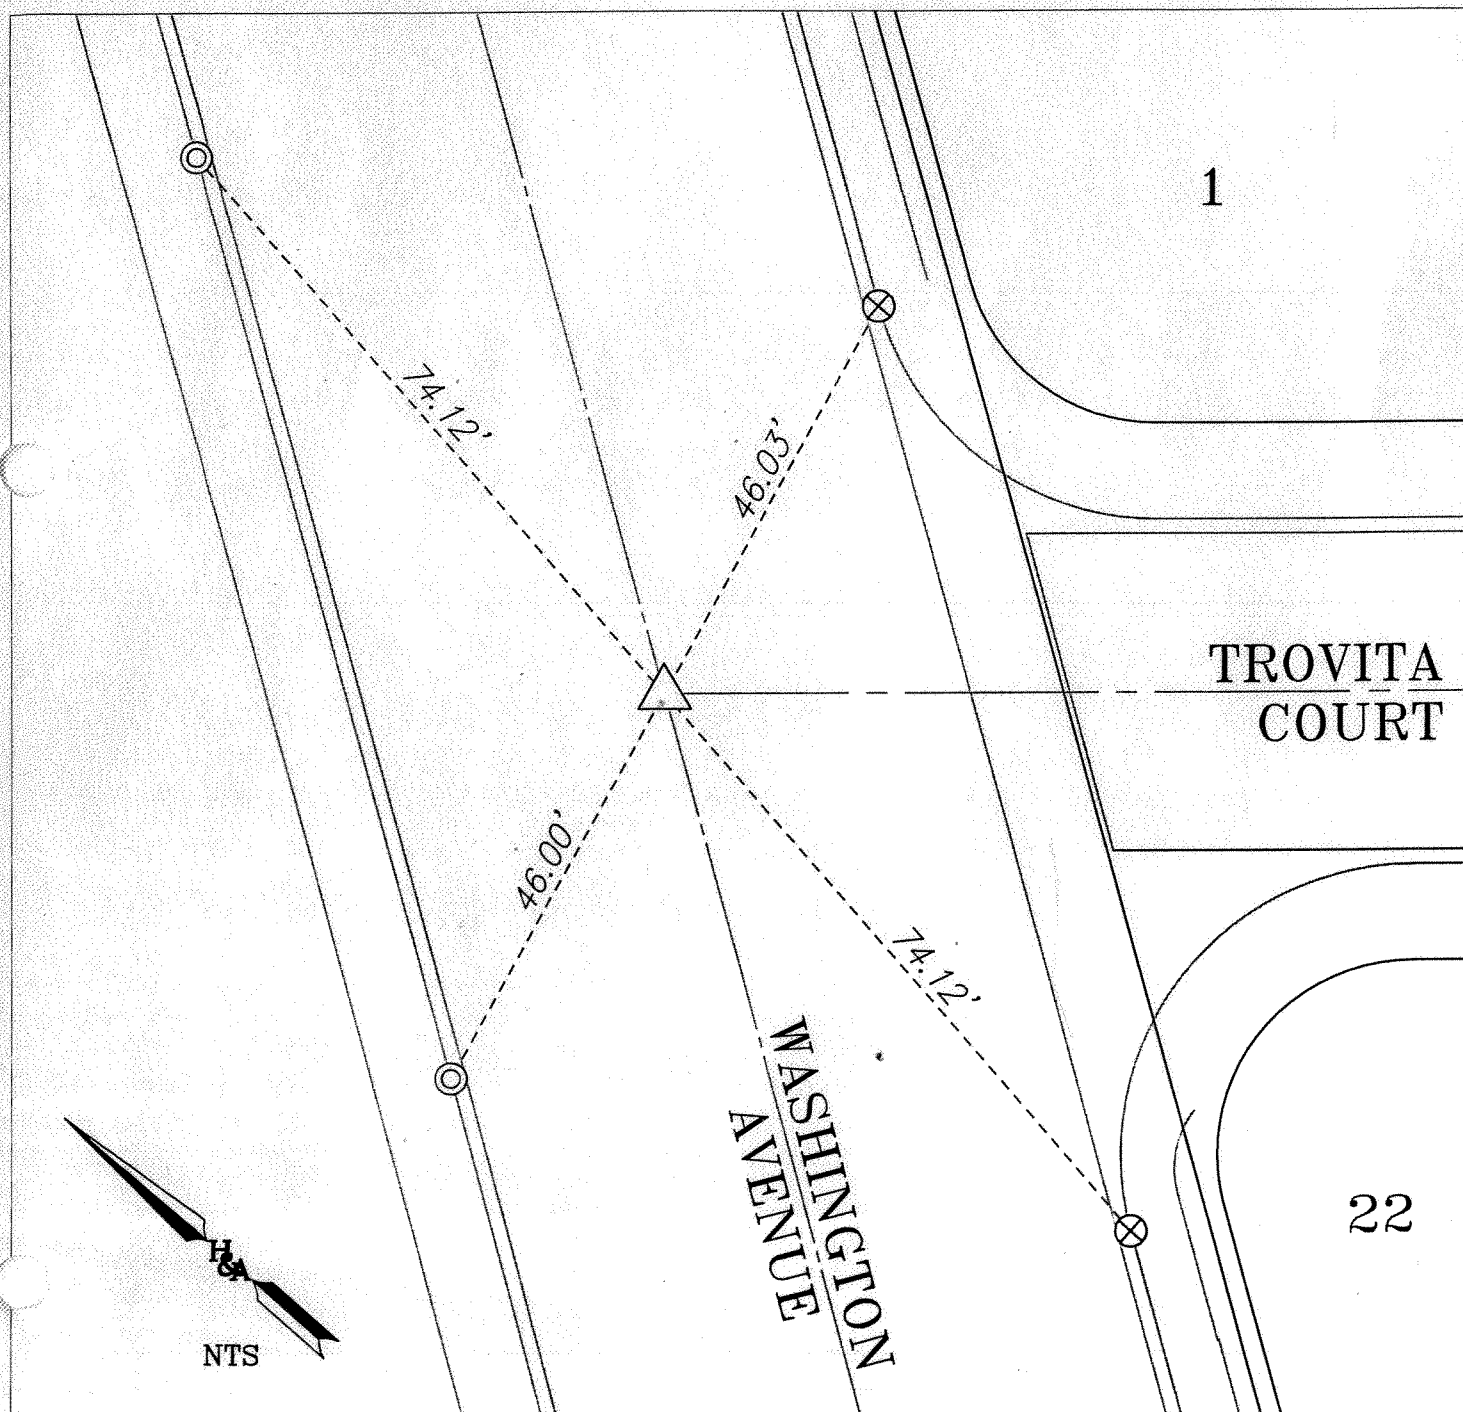 1
74.12'
46.03'
TROVITA
COURT
46.00'
74.12'
WASHINGTON
AVENUE
22
H&A
NTS